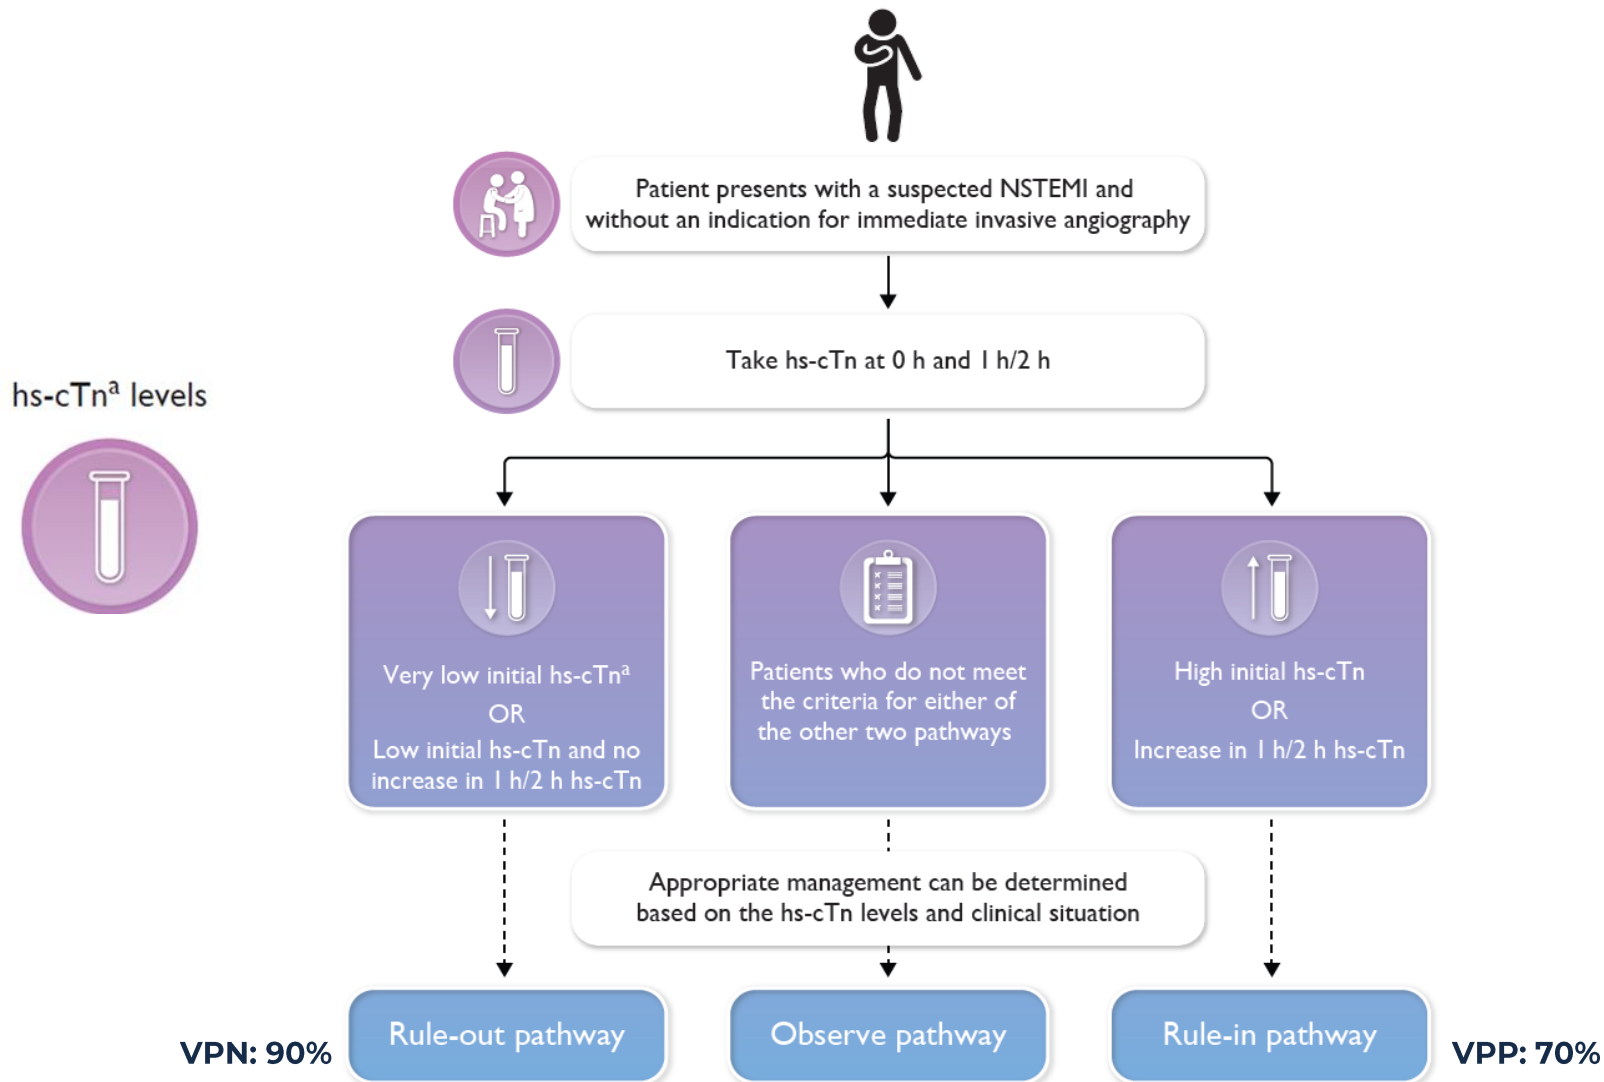 Patient presents with a suspected NSTEMI and
without an indication for immediate invasive angiography
Take hs-cTn at 0 h and 1 h/2 h
hs-cTnª levels
Very low initial hs-cTnª
OR
Low initial hs-cTn and no
increase in 1 h/2 h hs-cTn
Patients who do not meet
the criteria for either of
the other two pathways
High initial hs-cTn
OR
Increase in 1 h/2 h hs-cTn
Appropriate management can be determined
based on the hs-cTn levels and clinical situation
VPN: 90%
Rule-out pathway
Observe pathway
Rule-in pathway
VPP: 70%